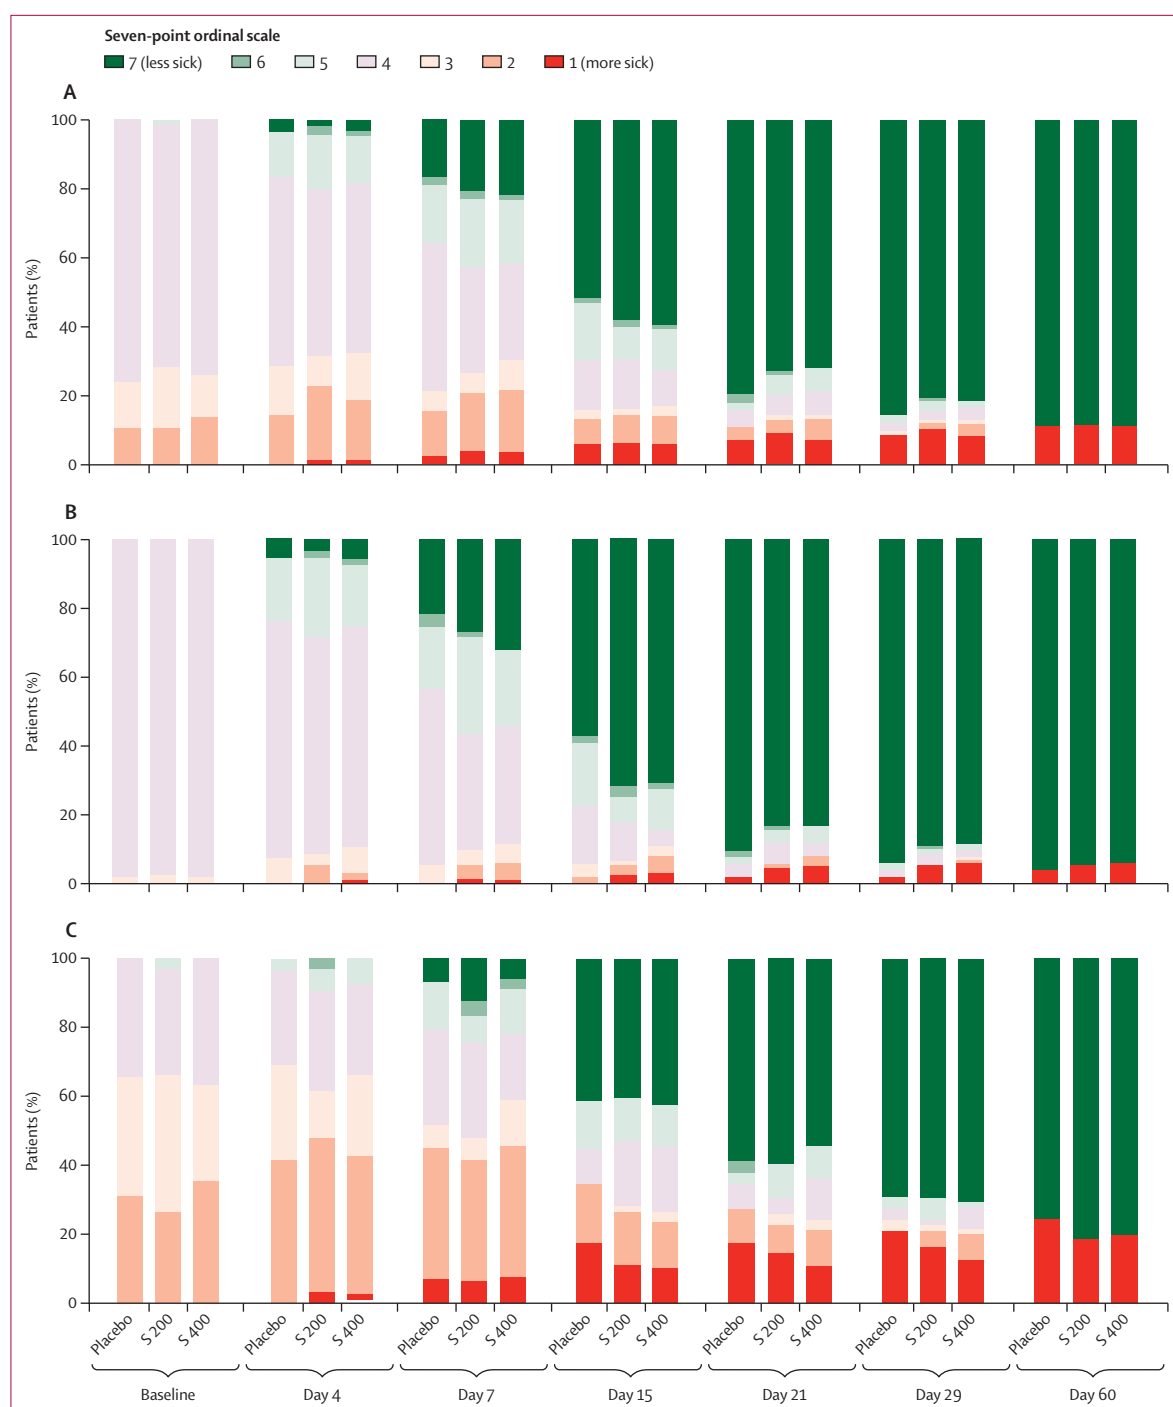 Seven-point ordinal scale
7 (less sick) 6 5 4 3 2 1 (more sick)
A
100
80
60
40
20
0
Patients (%)
B
100
80
60
40
20
0
Patients (%)
C
100
80
60
40
20
0
Patients (%)
Placebo S 200 S 400 Placebo S 200 S 400 Placebo S 200 S 400 Placebo S 200 S 400 Placebo S 200 S 400 Placebo S 200 S 400 Placebo S 200 S 400
Baseline Day 4 Day 7 Day 15 Day 21 Day 29 Day 60